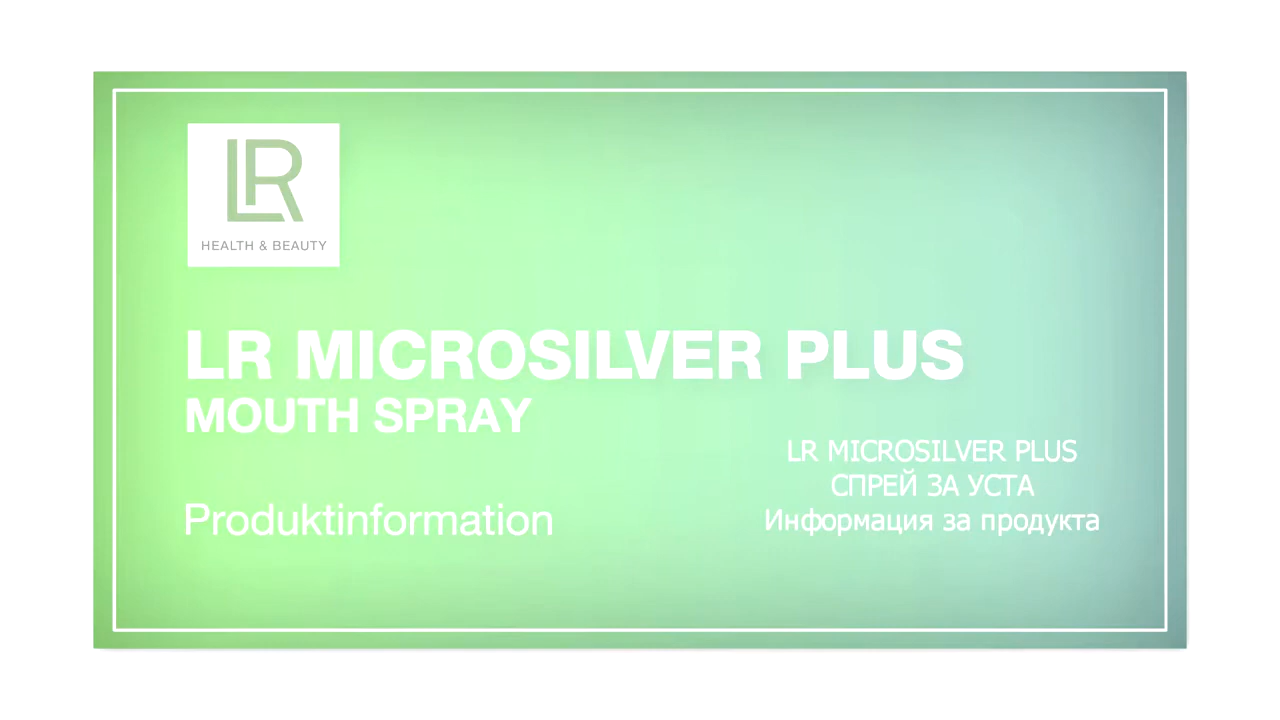 LR
HEALTH & BEAUTY
LR MICROSILVER PLUS
MOUTH SPRAY
Produktinformation
LR MICROSILVER PLUS
СПРЕЙ ЗА УСТА
Информация за продукта